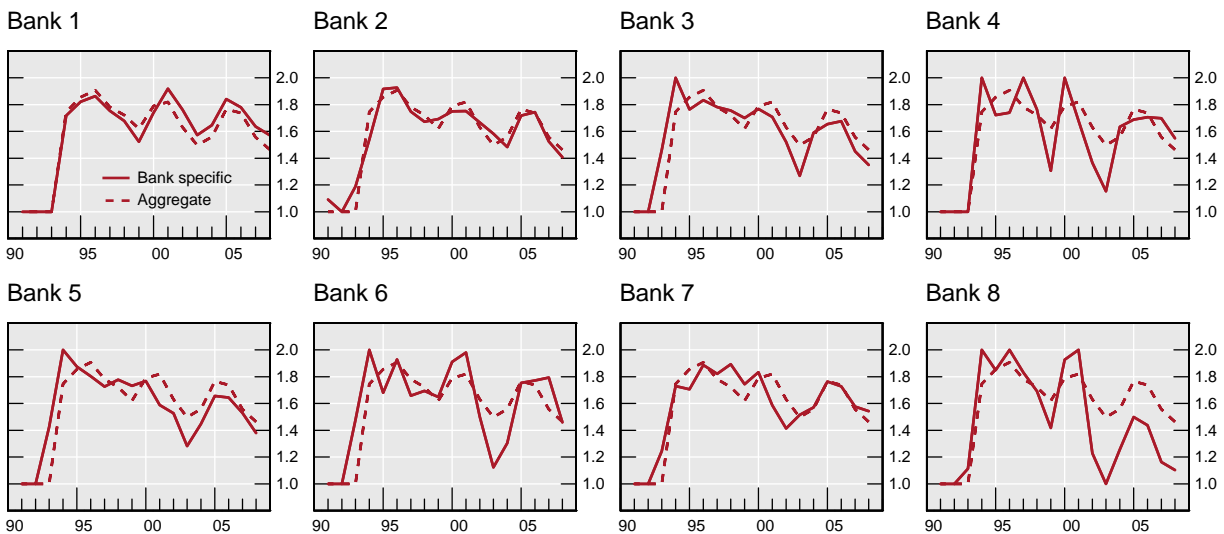 Bank 1 Bank 2 Bank 3 Bank 4
2.0 2.0 2.0 2.0
1.8 1.8 1.8 1.8
1.6 1.6 1.6 1.6
1.4 1.4 1.4 1.4
Bank specific
1.2 1.2 1.2 1.2
Aggregate
1.0 1.0 1.0 1.0
90 95 00 05 90 95 00 05 90 95 00 05 90 95 00 05
Bank 5 Bank 6 Bank 7 Bank 8
2.0 2.0 2.0 2.0
1.8 1.8 1.8 1.8
1.6 1.6 1.6 1.6
1.4 1.4 1.4 1.4
1.2 1.2 1.2 1.2
1.0 1.0 1.0 1.0
90 95 00 05 90 95 00 05 90 95 00 05 90 95 00 05